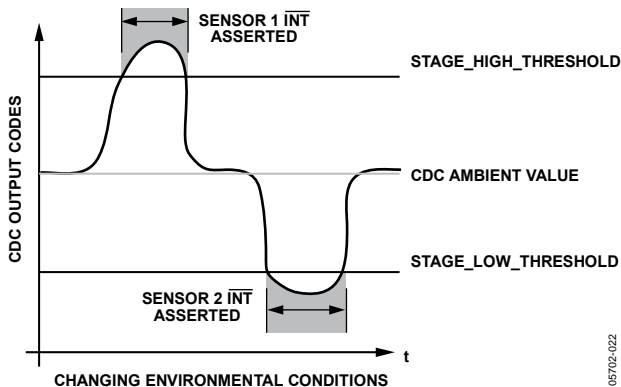 SENSOR 1 INT
ASSERTED
STAGE_HIGH_THRESHOLD
CDC OUTPUT CODES
CDC AMBIENT VALUE
STAGE_LOW_THRESHOLD
SENSOR 2 INT
ASSERTED
t
CHANGING ENVIRONMENTAL CONDITIONS
05702-022